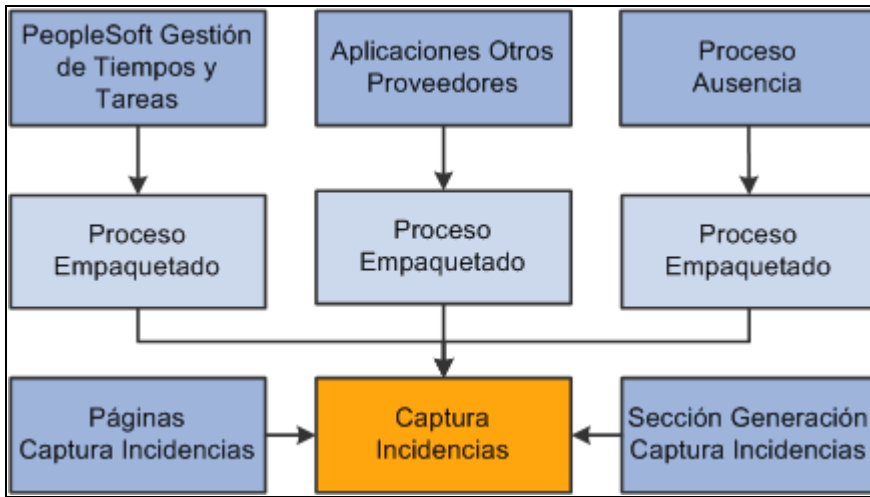 PeopleSoft Gestión
de Tiempos y
Tareas
Aplicaciones Otros
Proveedores
Proceso
Ausencia
Proceso
Empaquetado
Proceso
Empaquetado
Proceso
Empaquetado
Páginas
Captura Incidencias
Captura
Incidencias
Sección Generación
Captura Incidencias